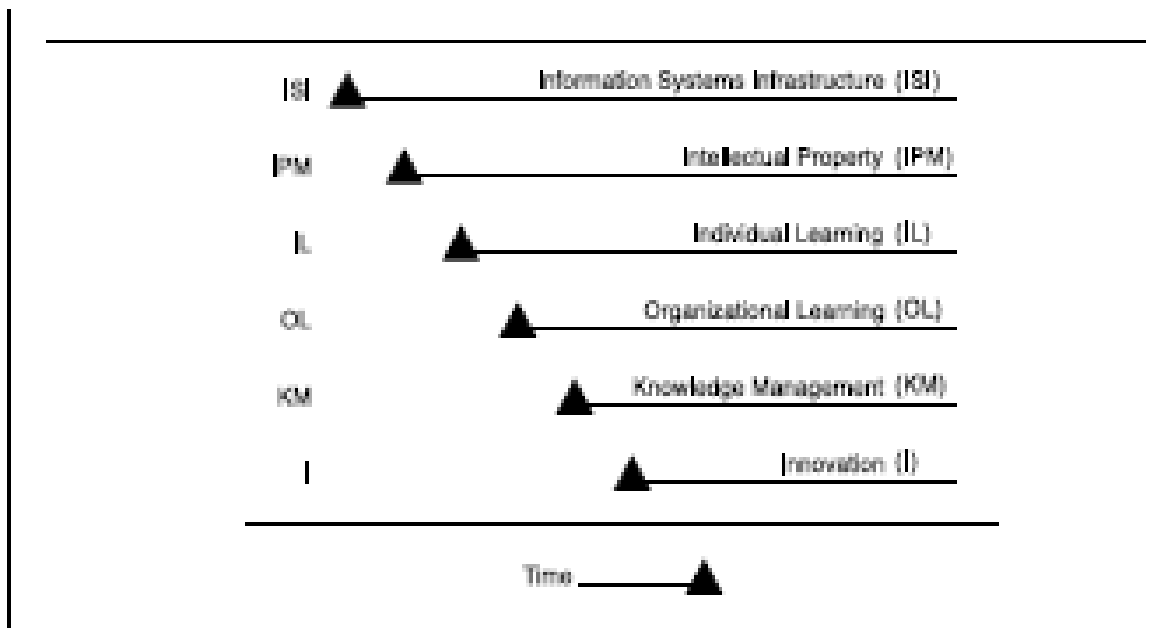 ISI Information Systems Infrastructure (ISI)
IPM Intellectual Property (IPM)
IL Individual Learning (IL)
OL Organizational Learning (OL)
KM Knowledge Management (KM)
I Innovation (I)
Time